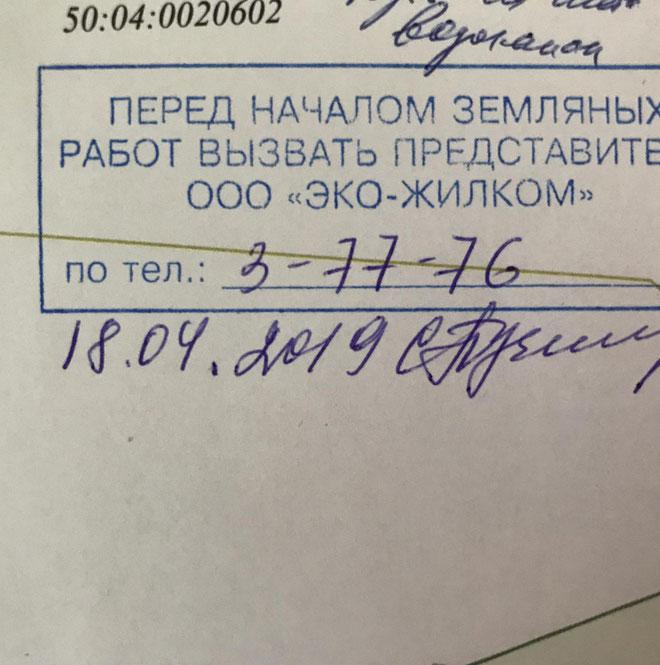 50:04:0020602
Водоканал
ПЕРЕД НАЧАЛОМ ЗЕМЛЯНЫХ
РАБОТ ВЫЗВАТЬ ПРЕДСТАВИТЕ
ООО «ЭКО-ЖИЛКОМ»
по тел.: 3-77-76
18.04.2019